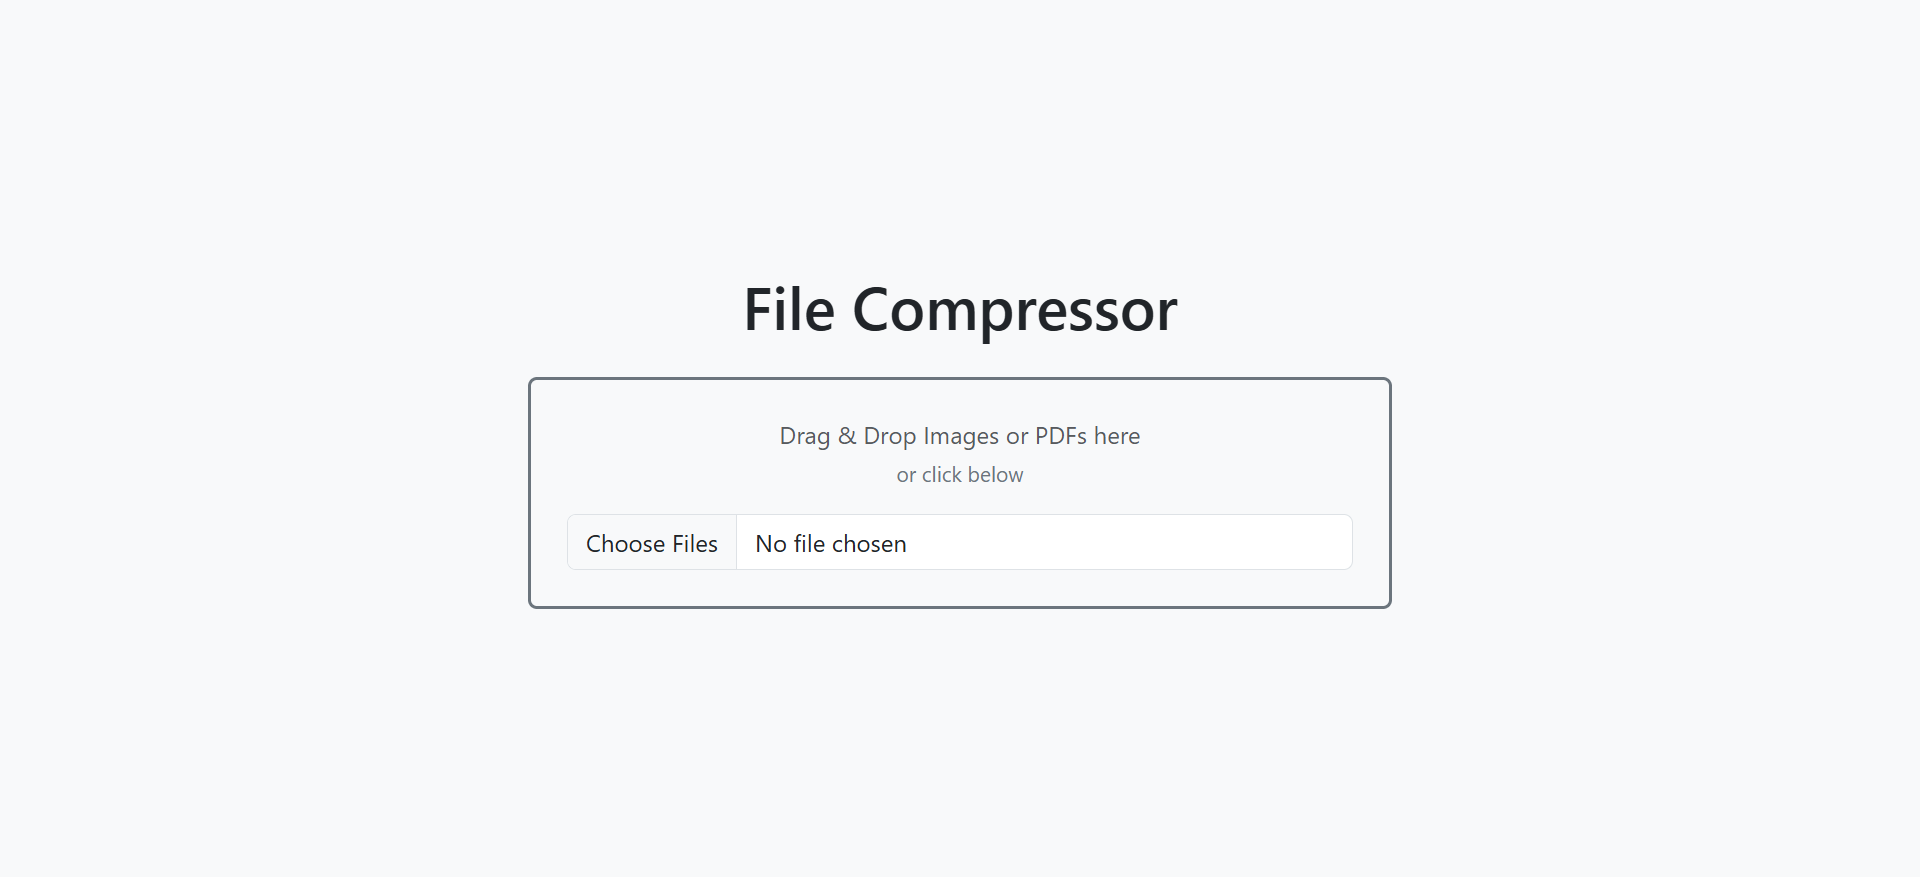 File Compressor
Drag & Drop Images or PDFs here
or click below
Choose Files No file chosen